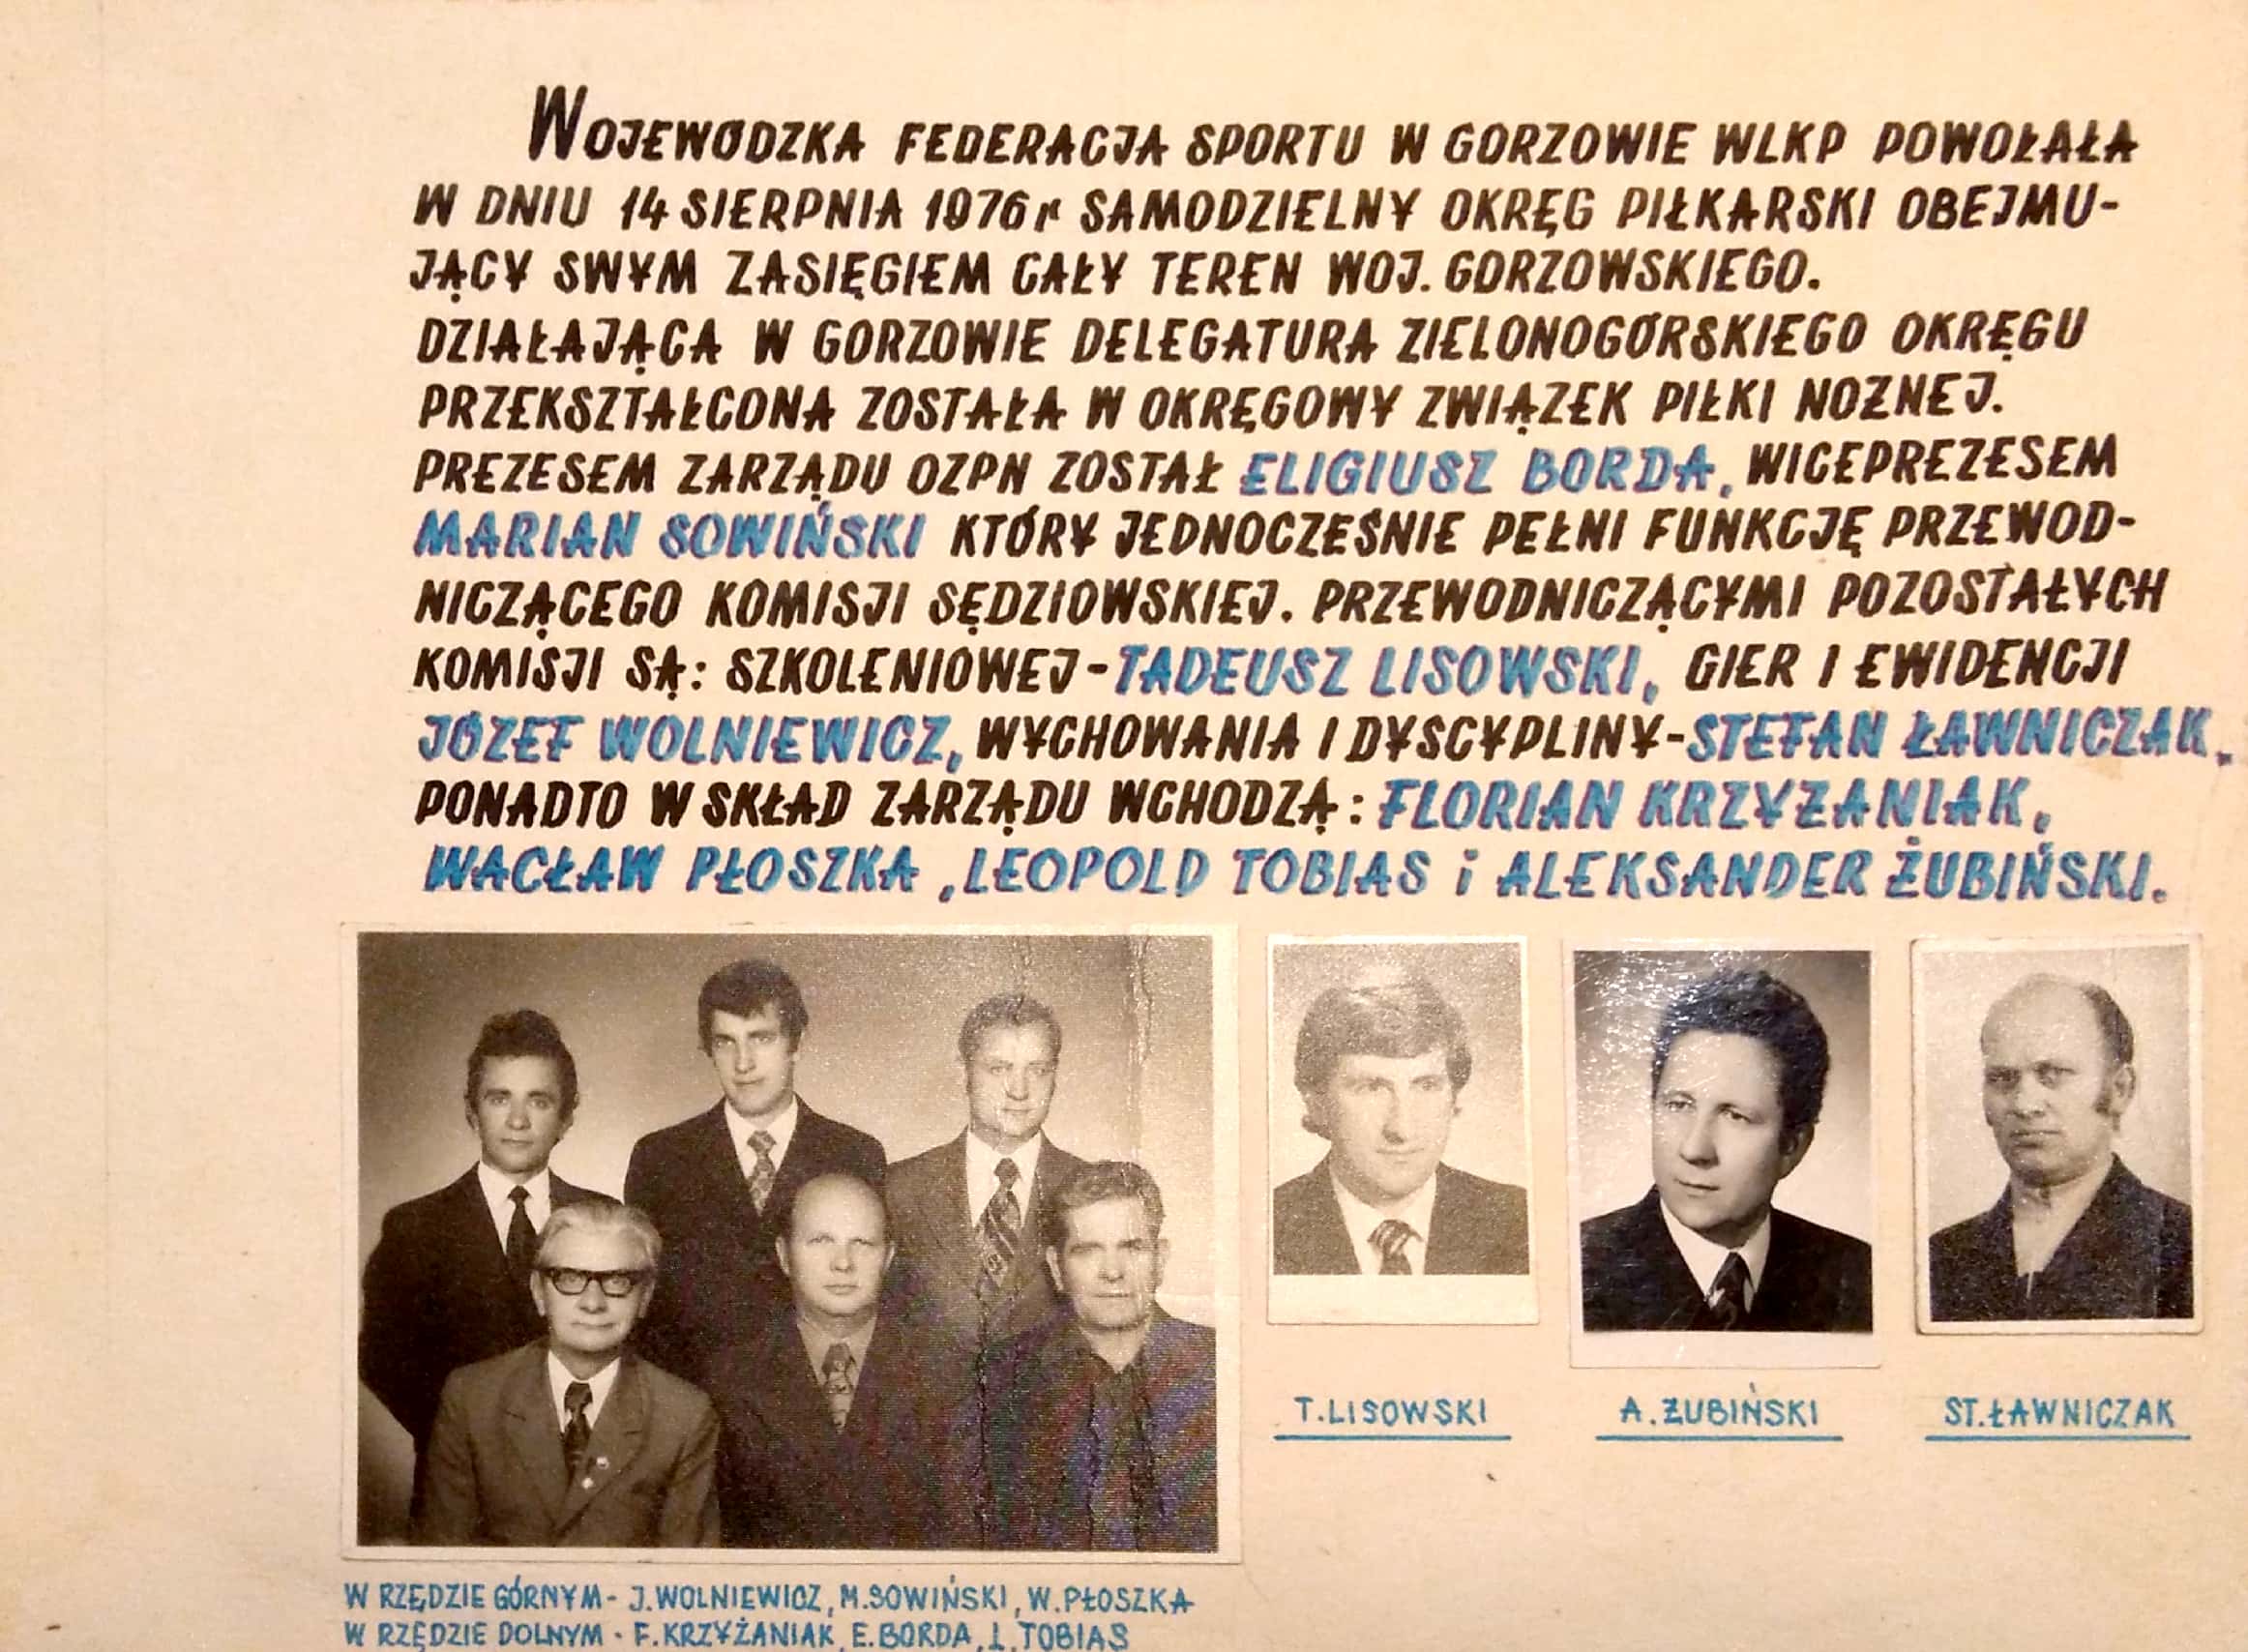 WOJEWÓDZKA FEDERACJA SPORTU W GORZOWIE WLKP POWOŁAŁA
W DNIU 14 SIERPNIA 1976 r SAMODZIELNY OKRĘG PIŁKARSKI OBEJMU-
JĄCY SWYM ZASIĘGIEM CAŁY TEREN WOJ. GORZOWSKIEGO.
DZIAŁAJĄCA W GORZOWIE DELEGATURA ZIELONOGÓRSKIEGO OKRĘGU
PRZEKSZTAŁCONA ZOSTAŁA W OKRĘGOWY ZWIĄZEK PIŁKI NOŻNEJ.
PREZESEM ZARZĄDU OZPN ZOSTAŁ ELIGIUSZ BORDA, WICEPREZESEM
MARIAN SOWIŃSKI KTÓRY JEDNOCZEŚNIE PEŁNI FUNKCJĘ PRZEWOD-
NICZĄCEGO KOMISJI SĘDZIOWSKIEJ. PRZEWODNICZĄCYMI POZOSTAŁYCH
KOMISJI SĄ: SZKOLENIOWEJ - TADEUSZ LISOWSKI, GIER I EWIDENCJI
JÓZEF WOLNIEWICZ, WYCHOWANIA I DYSCYPLINY - STEFAN ŁAWNICZAK,
PONADTO W SKŁAD ZARZĄDU WCHODZĄ: FLORIAN KRZYŻANIAK,
WACŁAW PŁOSZKA, LEOPOLD TOBIAS i ALEKSANDER ŻUBIŃSKI.
T. LISOWSKI
A. ŻUBIŃSKI
ST. ŁAWNICZAK
W RZĘDZIE GÓRNYM - J. WOLNIEWICZ, M. SOWIŃSKI, W. PŁOSZKA
W RZĘDZIE DOLNYM - F. KRZYŻANIAK, E. BORDA, L. TOBIAS